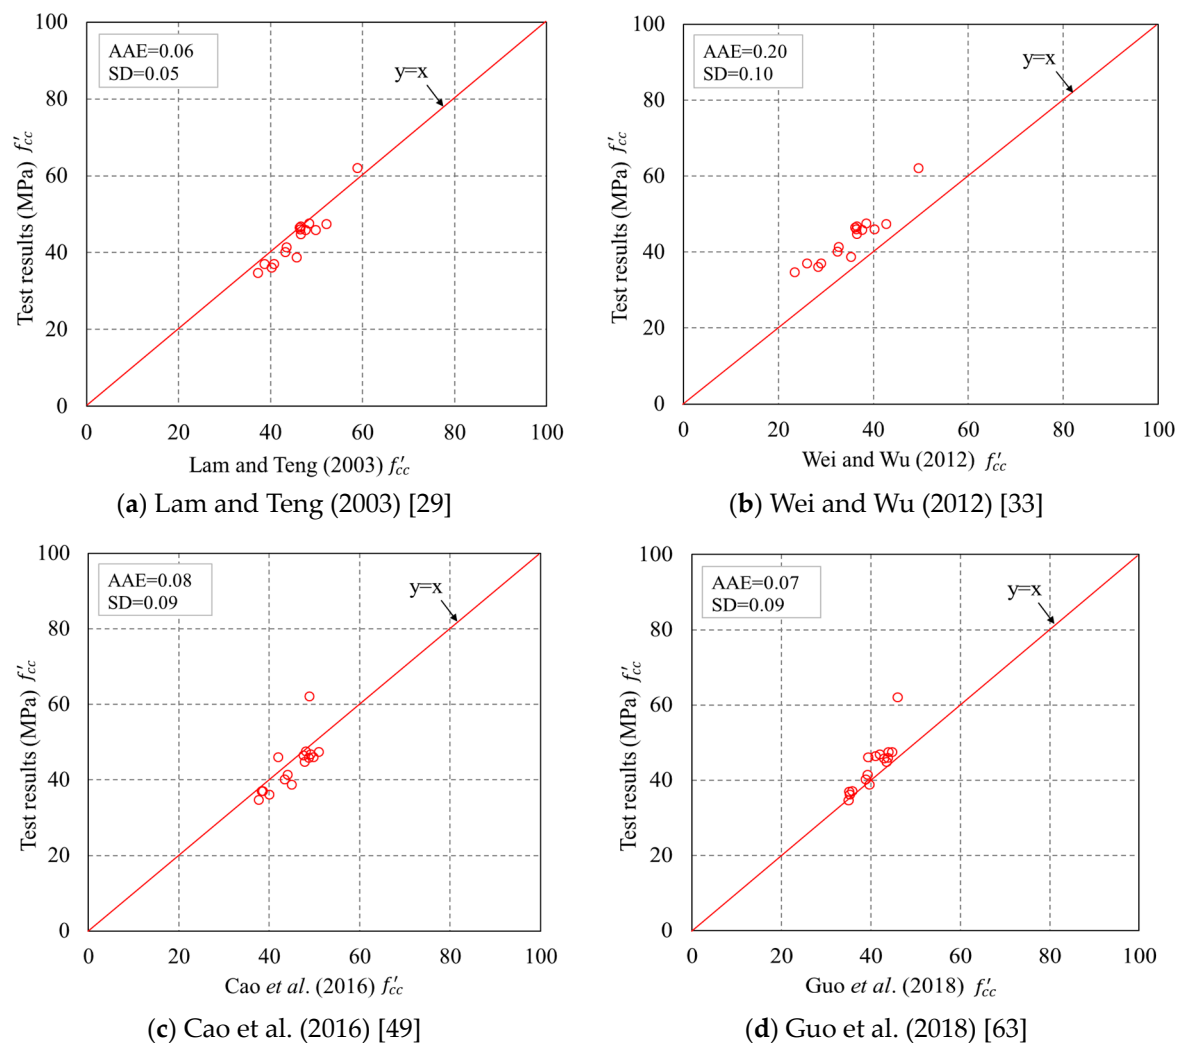 100
80
60
40
20
0
Test results (MPa) f′cc
AAE=0.06
SD=0.05
y=x
0 20 40 60 80 100
Lam and Teng (2003) f′cc
(a) Lam and Teng (2003) [29]
100
80
60
40
20
0
Test results (MPa) f′cc
AAE=0.20
SD=0.10
y=x
0 20 40 60 80 100
Wei and Wu (2012) f′cc
(b) Wei and Wu (2012) [33]
100
80
60
40
20
0
Test results (MPa) f′cc
AAE=0.08
SD=0.09
y=x
0 20 40 60 80 100
Cao et al. (2016) f′cc
(c) Cao et al. (2016) [49]
100
80
60
40
20
0
Test results (MPa) f′cc
AAE=0.07
SD=0.09
y=x
0 20 40 60 80 100
Guo et al. (2018) f′cc
(d) Guo et al. (2018) [63]